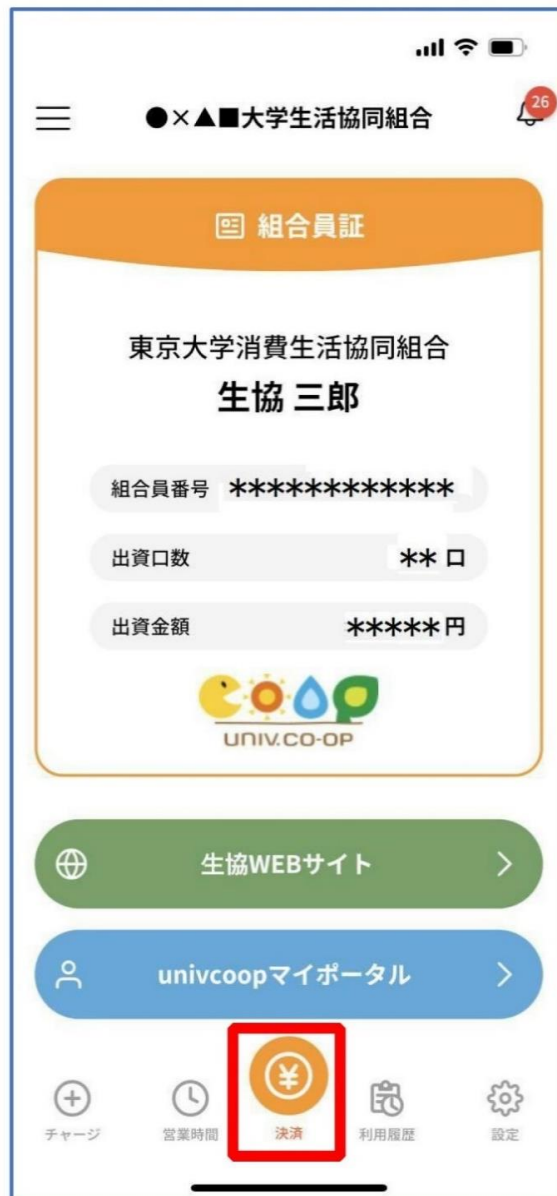 26
●×▲■大学生活協同組合
組合員証
東京大学消費生活協同組合
生協 三郎
組合員番号 ************
出資口数 ** 口
出資金額 *****円
UNIV.CO-OP
生協WEBサイト
univcoopマイポータル
チャージ 営業時間 決済 利用履歴 設定